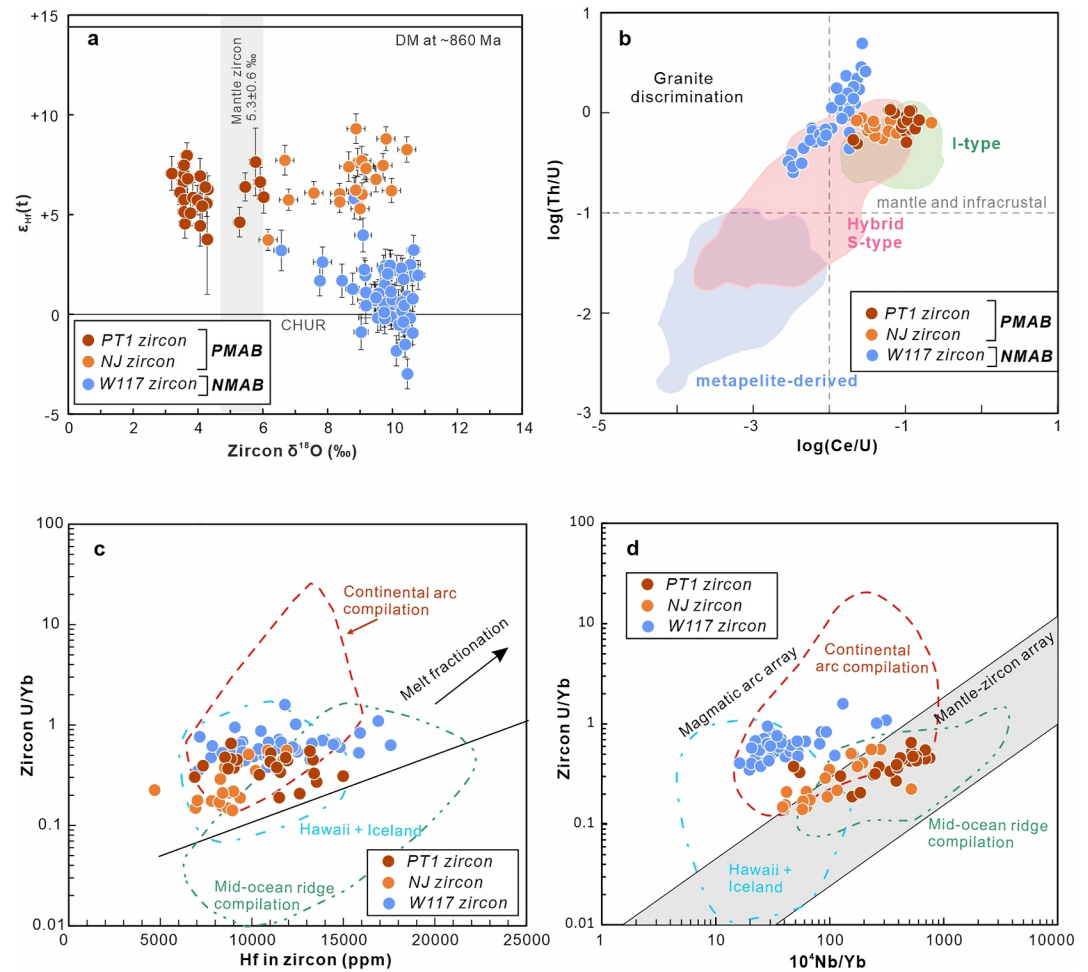 a
DM at ~860 Ma
Mantle zircon
5.3±0.6 ‰
CHUR
PT1 zircon
NJ zircon
PMAB
W117 zircon
NMAB
+15
+10
+5
0
-5
εHf(t)
0
2
4
6
8
10
12
14
Zircon δ18O (‰)
b
Granite
discrimination
I-type
mantle and infracrustal
Hybrid
S-type
metapelite-derived
PT1 zircon
NJ zircon
PMAB
W117 zircon
NMAB
1
0
-1
-2
-3
log(Th/U)
-5
-3
-1
1
log(Ce/U)
c
Continental arc
compilation
Melt fractionation
Hawaii + Iceland
Mid-ocean ridge
compilation
PT1 zircon
NJ zircon
W117 zircon
100
10
1
0.1
0.01
Zircon U/Yb
0
5000
10000
15000
20000
25000
Hf in zircon (ppm)
d
PT1 zircon
NJ zircon
W117 zircon
Magmatic arc array
Continental
arc compilation
Mantle-zircon array
Mid-ocean ridge
compilation
Hawaii +
Iceland
100
10
1
0.1
0.01
Zircon U/Yb
1
10
100
1000
10000
10⁴Nb/Yb